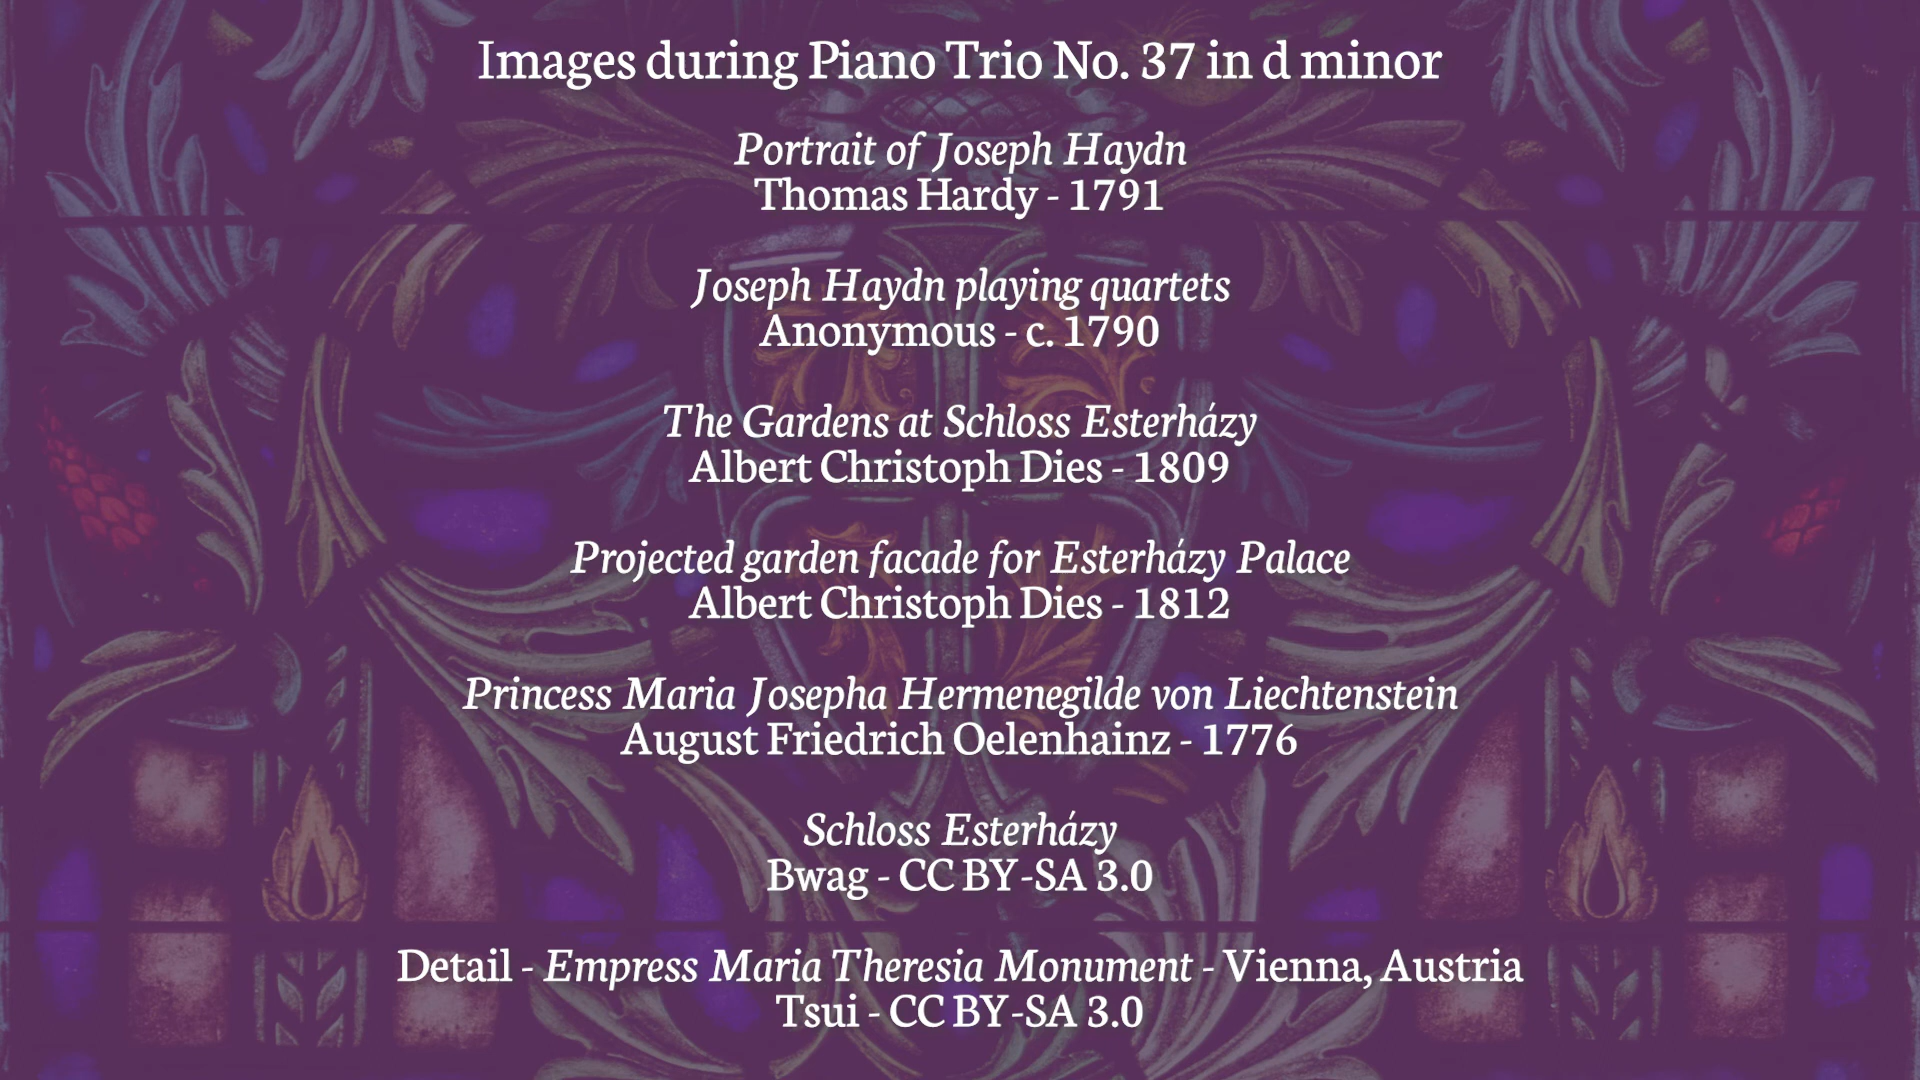 Images during Piano Trio No. 37 in d minor
Portrait of Joseph Haydn
Thomas Hardy - 1791
Joseph Haydn playing quartets
Anonymous - c. 1790
The Gardens at Schloss Esterházy
Albert Christoph Dies - 1809
Projected garden facade for Esterházy Palace
Albert Christoph Dies - 1812
Princess Maria Josepha Hermenegilde von Liechtenstein
August Friedrich Oelenhainz - 1776
Schloss Esterházy
Bwag - CC BY-SA 3.0
Detail - Empress Maria Theresia Monument - Vienna, Austria
Tsui - CC BY-SA 3.0